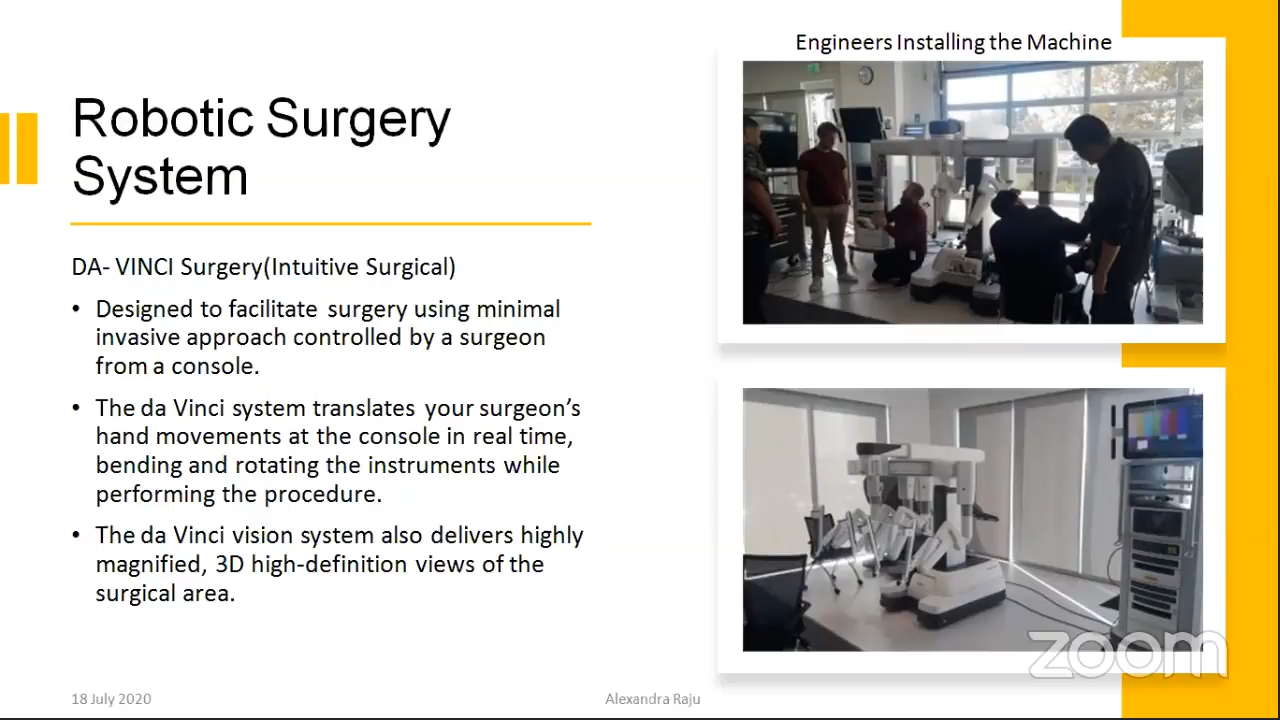 Engineers Installing the Machine
Robotic Surgery
System
DA- VINCI Surgery(Intuitive Surgical)
• Designed to facilitate surgery using minimal
invasive approach controlled by a surgeon
from a console.
• The da Vinci system translates your surgeon's
hand movements at the console in real time,
bending and rotating the instruments while
performing the procedure.
• The da Vinci vision system also delivers highly
magnified, 3D high-definition views of the
surgical area.
zoom
18 July 2020
Alexandra Raju